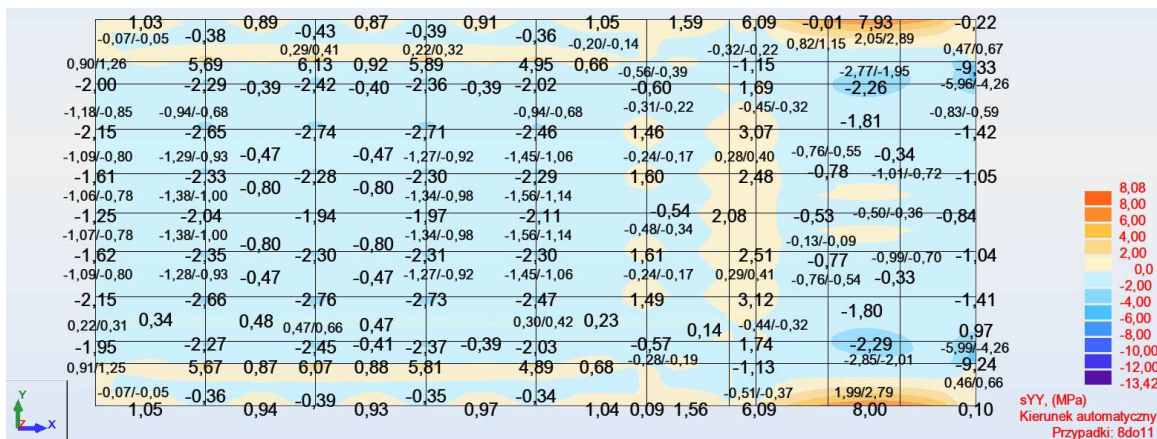 1,03 0,89 0,87 0,91 1,05 1,59 6,09 -0,01 7,93 -0,22
-0,07/-0,05 -0,38 -0,43 -0,39 -0,36 -0,20/-0,14 -0,32/-0,22 0,82/1,15 2,05/2,89 0,47/0,67
0,29/0,41 0,22/0,32
0,90/1,26 5,69 6,13 0,92 5,89 4,95 0,66 -0,56/-0,39 -1,15 -2,77/-1,95 -9,33
-2,00 -2,29 -0,39 -2,42 -0,40 -2,36 -0,39 -2,02 -0,60 1,69 -2,26 -5,96/-4,26
-1,18/-0,85 -0,94/-0,68 -0,94/-0,68 -0,31/-0,22 -0,45/-0,32 -1,81 -0,83/-0,59
-2,15 -2,65 -2,74 -2,71 -2,46 1,46 3,07 -1,42
-1,09/-0,80 -1,29/-0,93 -0,47 -0,47 -1,27/-0,92 -1,45/-1,06 -0,24/-0,17 0,28/0,40 -0,76/-0,55 -0,34
-1,61 -2,33 -2,28 -2,30 -2,29 1,60 2,48 -0,78 -1,01/-0,72 -1,05
-1,06/-0,78 -1,38/-1,00 -0,80 -0,80 -1,34/-0,98 -1,56/-1,14
-1,25 -2,04 -1,94 -1,97 -2,11 -0,54 2,08 -0,53 -0,50/-0,36 -0,84
-1,07/-0,78 -1,38/-1,00 -0,80 -0,80 -1,34/-0,98 -1,56/-1,14 -0,48/-0,34 -0,13/-0,09
-1,62 -2,35 -2,30 -2,31 -2,30 1,61 2,51 -0,77 -0,99/-0,70 -1,04
-1,09/-0,80 -1,28/-0,93 -0,47 -0,47 -1,27/-0,92 -1,45/-1,06 -0,24/-0,17 0,29/0,41 -0,76/-0,54 -0,33
-2,15 -2,66 -2,76 -2,73 -2,47 1,49 3,12 -1,80 -1,41
0,22/0,31 0,34 0,48 0,47/0,66 0,47 0,30/0,42 0,23 0,14 -0,44/-0,32 0,97
-1,95 -2,27 -2,45 -0,41 -2,37 -0,39 -2,03 -0,57 1,74 -2,29 -5,99/-4,26
0,91/1,25 5,67 0,87 6,07 0,88 5,81 4,89 0,68 -0,28/-0,19 -1,13 -2,85/-2,01 -9,24
-0,07/-0,05 -0,36 -0,39 -0,35 -0,34 -0,51/-0,37 1,99/2,79 0,46/0,66
1,05 0,94 0,93 0,97 1,04 0,09 1,56 6,09 8,00 0,10
8,08
8,00
6,00
4,00
2,00
0,0
-2,00
-4,00
-6,00
-8,00
-10,00
-12,00
-13,42
sYY, (MPa)
Kierunek automatyczny
Przypadki: 8do11
Y
Z X